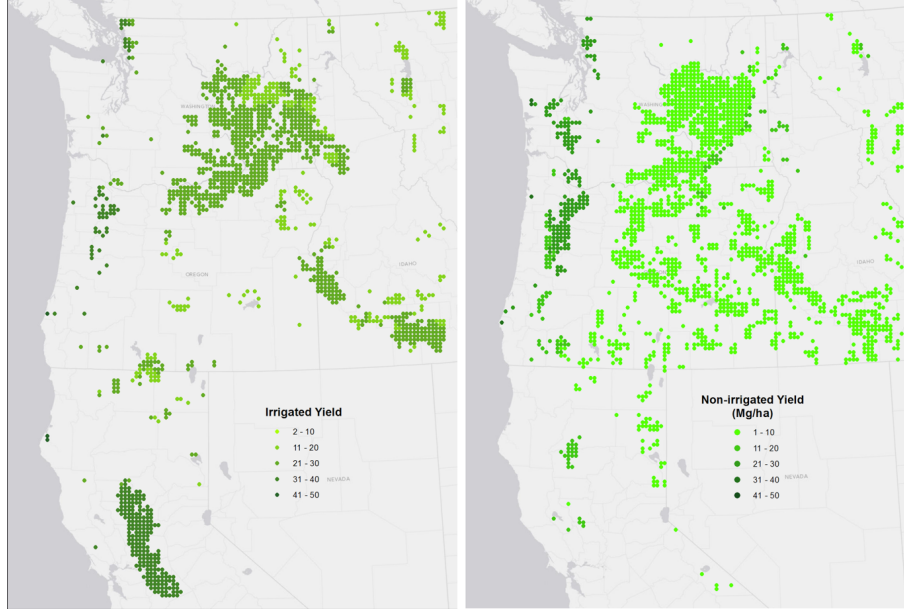 WASHINGTON
OREGON
IDAHO
Irrigated Yield
2 - 10
11 - 20
21 - 30
31 - 40
41 - 50
NEVADA
WASHINGTON
IDAHO
Non-irrigated Yield
(Mg/ha)
1 - 10
11 - 20
21 - 30
31 - 40
41 - 50
NEVADA